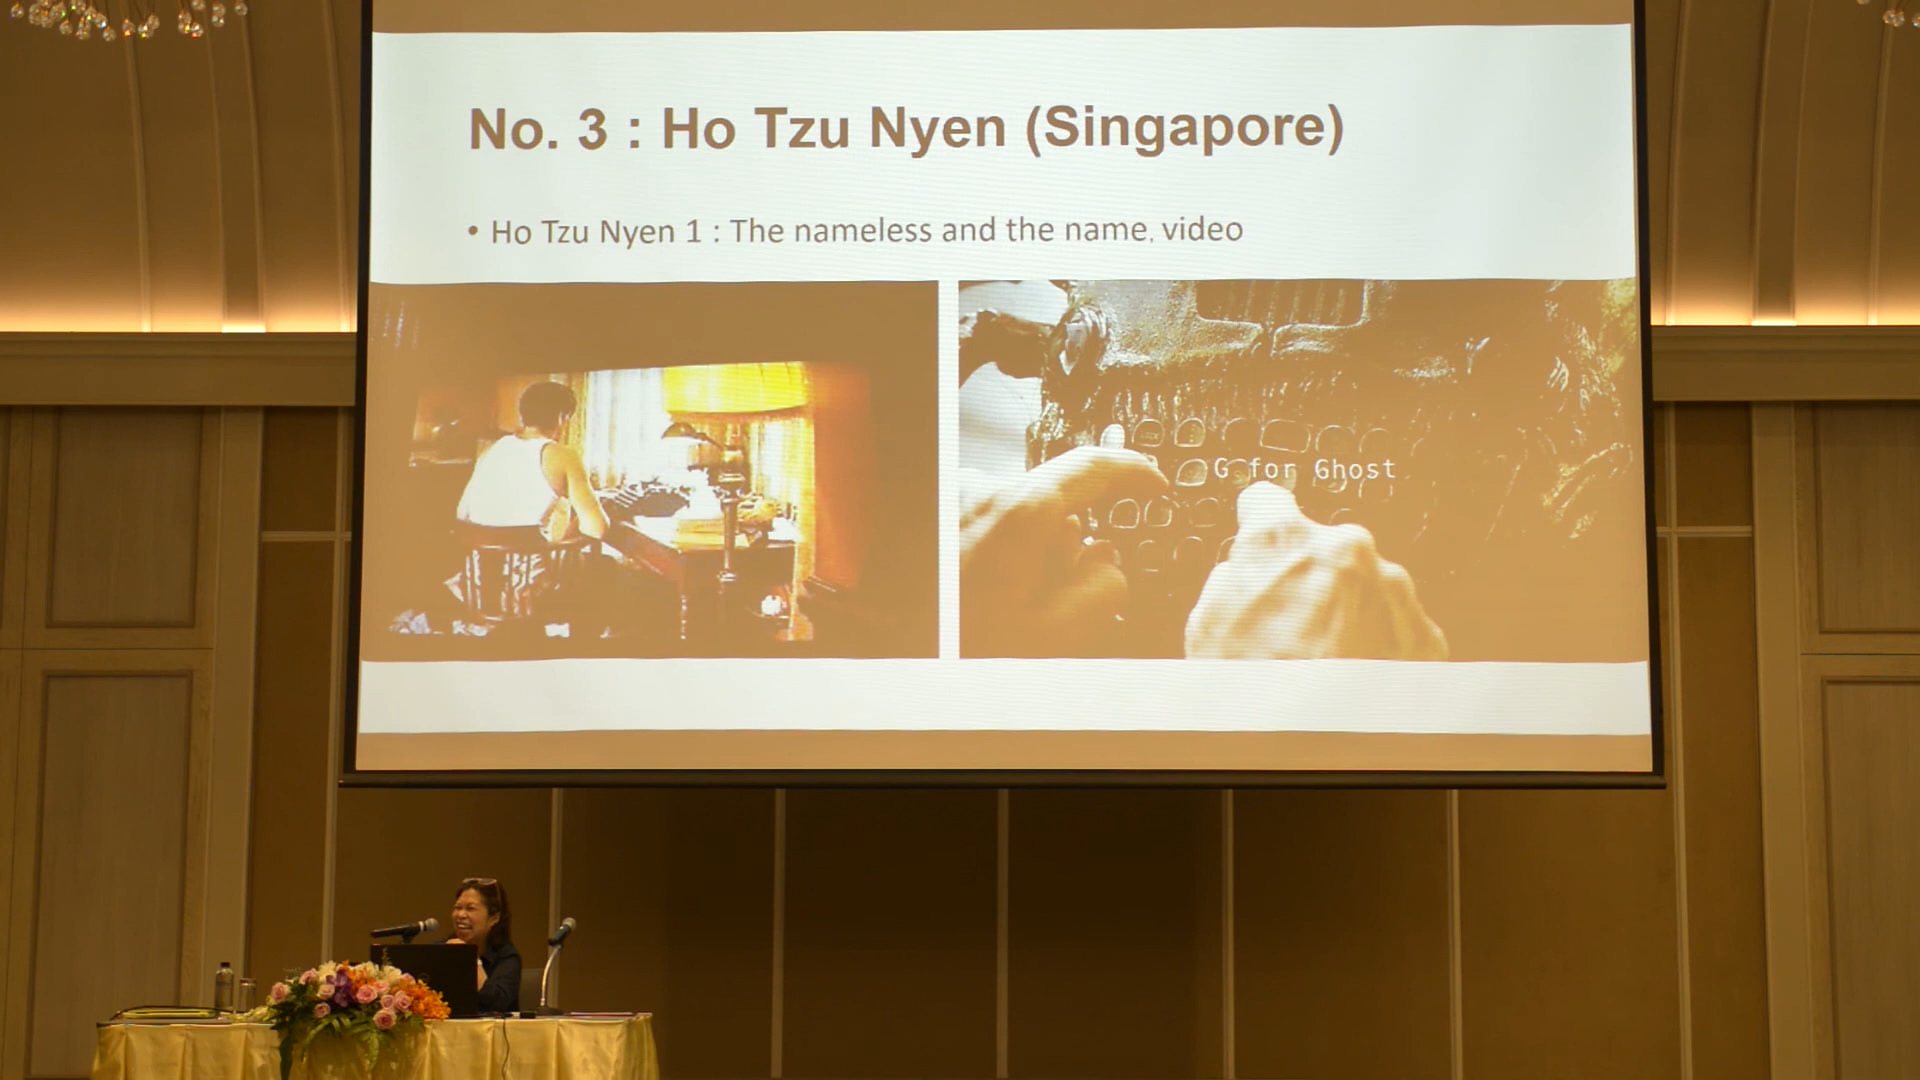 No. 3 : Ho Tzu Nyen (Singapore)
• Ho Tzu Nyen 1 : The nameless and the name, video
G for Ghost